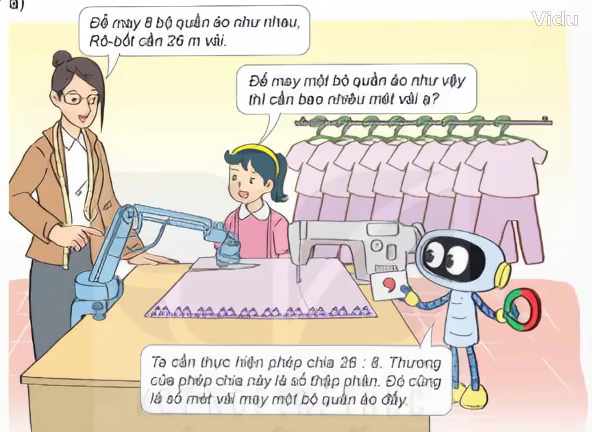 a)
Vidu
Để may 8 bộ quần áo như nhau,
Rô-bốt cần 26 m vải.
Để may một bộ quần áo như vậy
thì cần bao nhiêu mét vải ạ?
Ta cần thực hiện phép chia 26 : 8. Thương
của phép chia này là số thập phân. Đó cũng
là số mét vải may một bộ quần áo đấy.